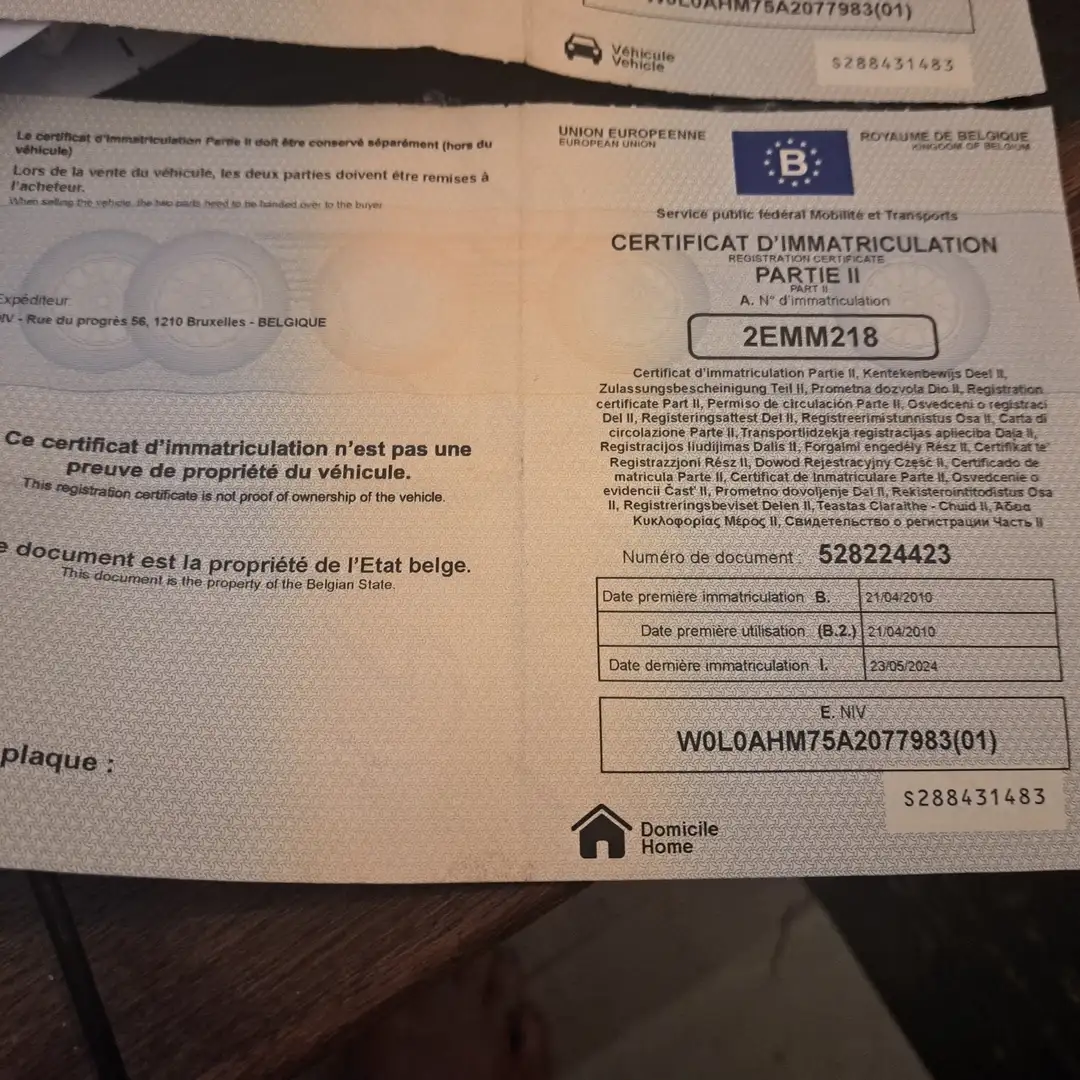 W0L0AHM75A2077983(01)
Véhicule
Vehicle
S288431483
Le certificat d'immatriculation Partie II doit être conservé séparément (hors du
véhicule)
Lors de la vente du véhicule, les deux parties doivent être remises à
l'acheteur.
When selling the vehicle, the two parts need to be handed over to the buyer
Expéditeur
IV - Rue du progrès 56, 1210 Bruxelles - BELGIQUE
Ce certificat d'immatriculation n'est pas une
preuve de propriété du véhicule.
This registration certificate is not proof of ownership of the vehicle.
e document est la propriété de l'Etat belge.
This document is the property of the Belgian State.
plaque :
UNION EUROPEENNE
EUROPEAN UNION
B
ROYAUME DE BELGIQUE
KINGDOM OF BELGIUM
Service public fédéral Mobilité et Transports
CERTIFICAT D'IMMATRICULATION
REGISTRATION CERTIFICATE
PARTIE II
PART II
A. N° d'immatriculation
2EMM218
Certificat d'immatriculation Partie II, Kentekenbewijs Deel II,
Zulassungsbescheinigung Teil II, Prometna dozvola Dio II, Registration
certificate Part II, Permiso de circulación Parte II, Osvedceni o registraci
Del II, Registeringsattest Del II, Registreerimistunnistus Osa II, Carta di
circolazione Parte II, Transportlidzekja registracijas aplieciba Daļa II,
Registracijos liudijimas Dalis II, Forgalmi engedély Rész II, Certifikat te'
Registrazzjoni Rész II, Dowod Rejestracyjny Część II, Certificado de
matricula Parte II, Certificat de Inmatriculare Parte II, Osvedcenie o
evidencii Čast' II, Prometno dovoljenje Del II, Rekisterointitodistus Osa
II, Registreringsbeviset Delen II, Teastas Claraithe - Chuid II, Άδεια
Κυκλοφορίας Μέρος II, Свидетельство о регистрации Часть II
Numéro de document : 528224423
Date première immatriculation B. 21/04/2010
Date première utilisation (B.2.) 21/04/2010
Date dernière immatriculation I. 23/05/2024
E. NIV
W0L0AHM75A2077983(01)
S288431483
Domicile
Home